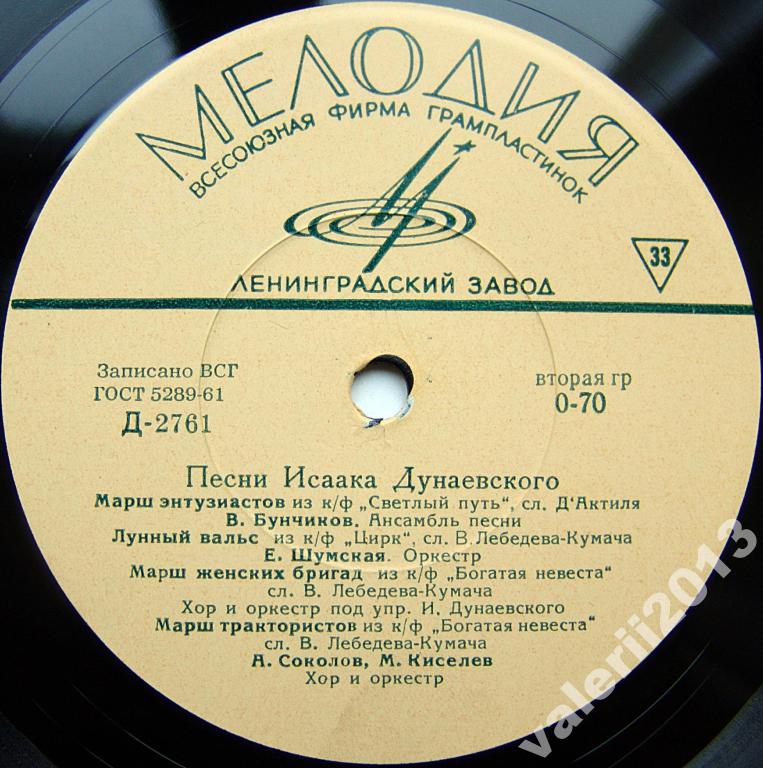 МЕЛОДИЯ
ВСЕСОЮЗНАЯ ФИРМА ГРАМПЛАСТИНОК
33
ЛЕНИНГРАДСКИЙ ЗАВОД
Записано ВСГ
ГОСТ 5289-61
Д-2761
вторая гр
0-70
Песни Исаака Дунаевского
Марш энтузиастов из к/ф „Светлый путь“, сл. Д'Актиля
В. Бунчиков. Ансамбль песни
Лунный вальс из к/ф „Цирк“, сл. В. Лебедева-Кумача
Е. Шумская. Оркестр
Марш женских бригад из к/ф „Богатая невеста“
сл. В. Лебедева-Кумача
Хор и оркестр под упр. И. Дунаевского
Марш трактористов из к/ф „Богатая невеста“
сл. В. Лебедева-Кумача
А. Соколов, М. Киселев
Хор и оркестр
valerii2013